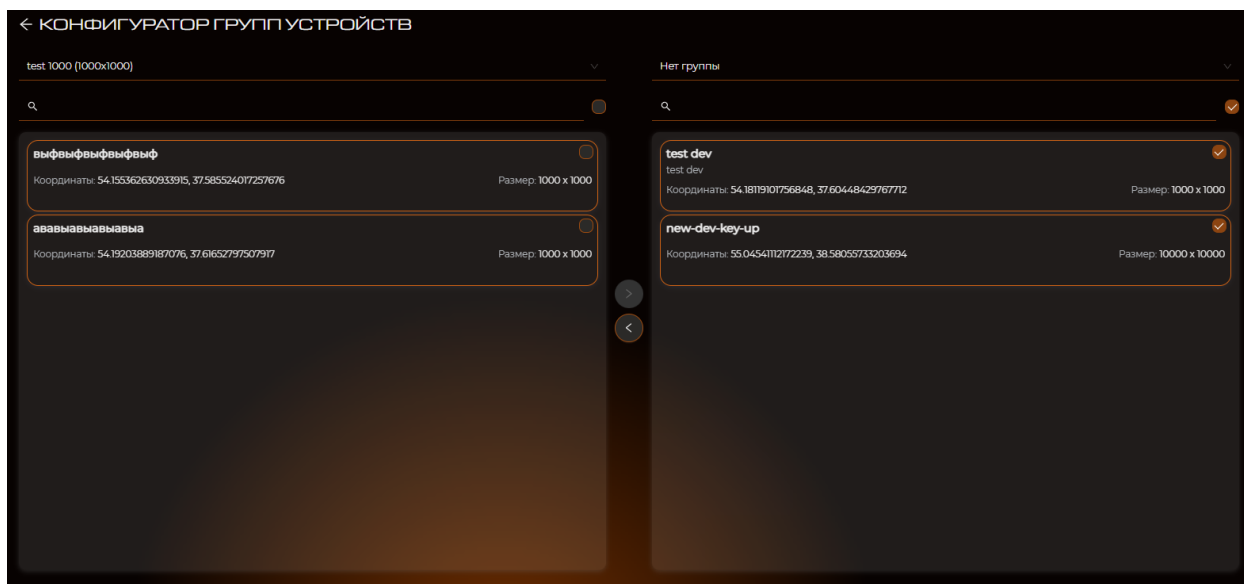 ← КОНФИГУРАТОР ГРУПП УСТРОЙСТВ
test 1000 (1000x1000)
Нет группы
выфвыфвыфвыфвыф
Координаты: 54.155362630933915, 37.585524017257676
Размер: 1000 x 1000
ававыавыавыавыа
Координаты: 54.19203889187076, 37.61652797507917
Размер: 1000 x 1000
test dev
test dev
Координаты: 54.18119101756848, 37.60448429767712
Размер: 1000 x 1000
new-dev-key-up
Координаты: 55.04541112172239, 38.58055733203694
Размер: 10000 x 10000